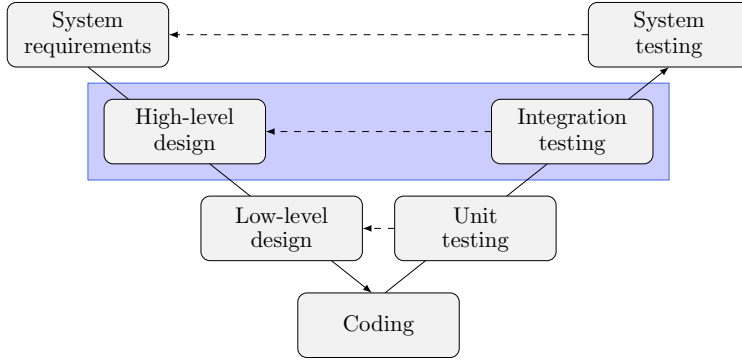 System
requirements
System
testing
High-level
design
Integration
testing
Low-level
design
Unit
testing
Coding